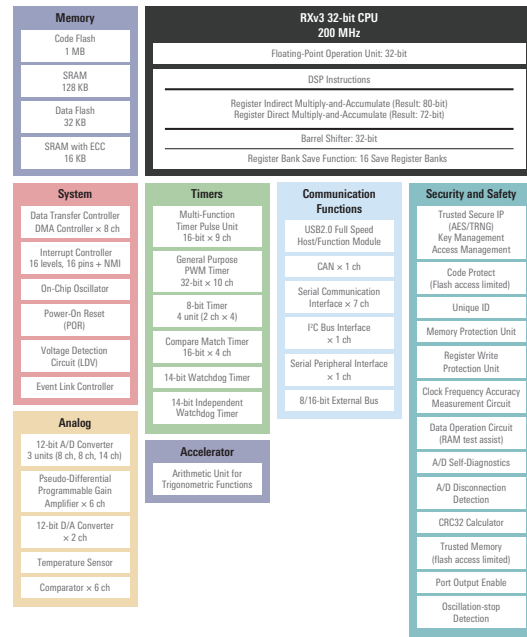 Memory
Code Flash
1 MB
SRAM
128 KB
Data Flash
32 KB
SRAM with ECC
16 KB
RXv3 32-bit CPU
200 MHz
Floating-Point Operation Unit: 32-bit
DSP Instructions
Register Indirect Multiply-and-Accumulate (Result: 80-bit)
Register Direct Multiply-and-Accumulate (Result: 72-bit)
Barrel Shifter: 32-bit
Register Bank Save Function: 16 Save Register Banks
System
Data Transfer Controller
DMA Controller × 8 ch
Interrupt Controller
16 levels, 16 pins + NMI
On-Chip Oscillator
Power-On Reset
(POR)
Voltage Detection
Circuit (LDV)
Event Link Controller
Analog
12-bit A/D Converter
3 units (8 ch, 8 ch, 14 ch)
Pseudo-Differential
Programmable Gain
Amplifier × 6 ch
12-bit D/A Converter
× 2 ch
Temperature Sensor
Comparator × 6 ch
Timers
Multi-Function
Timer Pulse Unit
16-bit × 9 ch
General Purpose
PWM Timer
32-bit × 10 ch
8-bit Timer
4 unit (2 ch × 4)
Compare Match Timer
16-bit × 4 ch
14-bit Watchdog Timer
14-bit Independent
Watchdog Timer
Accelerator
Arithmetic Unit for
Trigonometric Functions
Communication
Functions
USB2.0 Full Speed
Host/Function Module
CAN × 1 ch
Serial Communication
Interface × 7 ch
I²C Bus Interface
× 1 ch
Serial Peripheral Interface
× 1 ch
8/16-bit External Bus
Security and Safety
Trusted Secure IP
(AES/TRNG)
Key Management
Access Management
Code Protect
(Flash access limited)
Unique ID
Memory Protection Unit
Register Write
Protection Unit
Clock Frequency Accuracy
Measurement Circuit
Data Operation Circuit
(RAM test assist)
A/D Self-Diagnostics
A/D Disconnection
Detection
CRC32 Calculator
Trusted Memory
(flash access limited)
Port Output Enable
Oscillation-stop
Detection